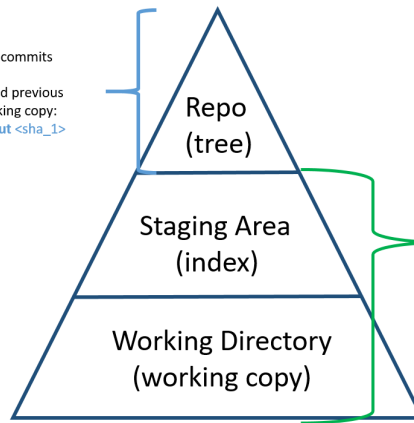 commits
d previous
king copy:
ut <sha_1>
Repo
(tree)
Staging Area
(index)
Working Directory
(working copy)